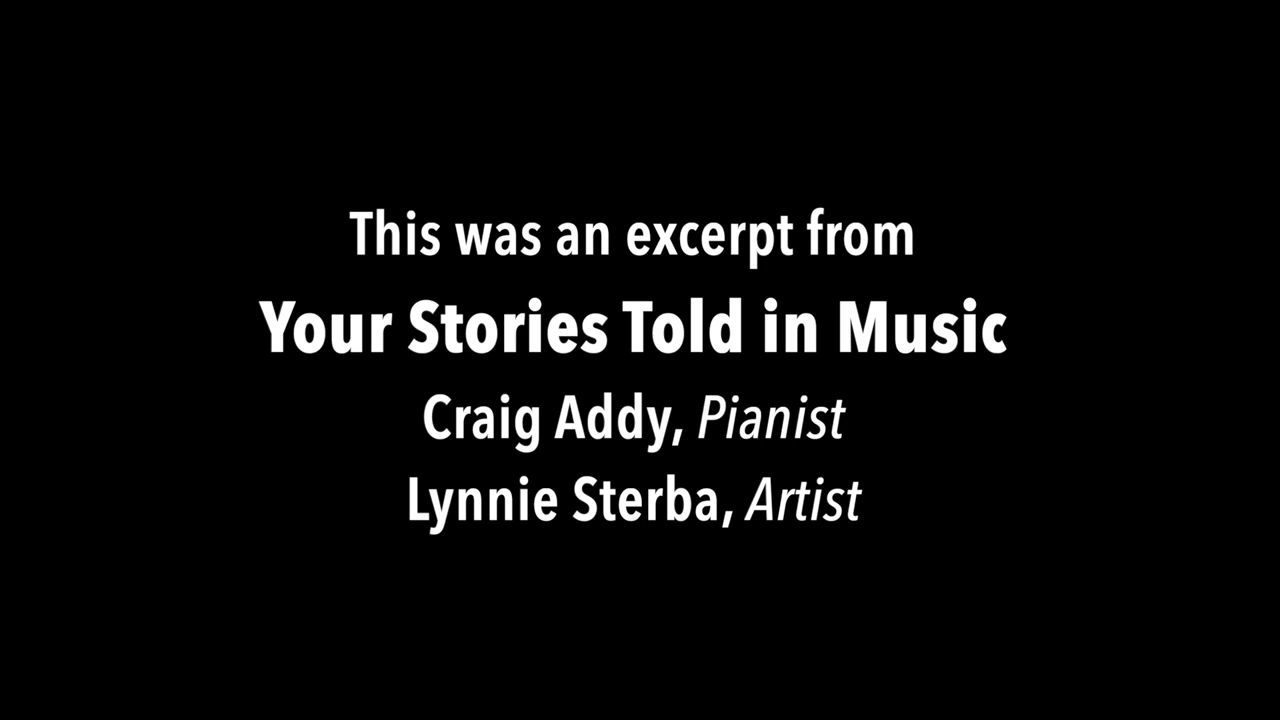 This was an excerpt from
Your Stories Told in Music
Craig Addy, Pianist
Lynnie Sterba, Artist